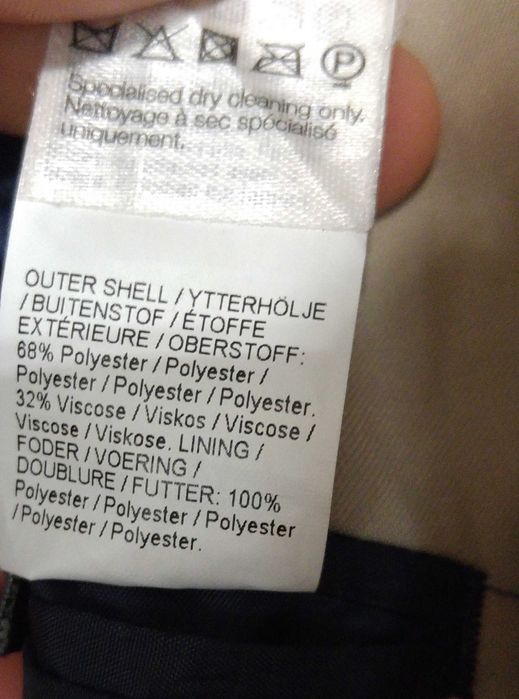 P
Specialised dry cleaning only.
Nettoyage à sec spécialisé
uniquement.
OUTER SHELL / YTTERHÖLJE
/ BUITENSTOF / ÉTOFFE
EXTÉRIEURE / OBERSTOFF:
68% Polyester / Polyester /
Polyester / Polyester / Polyester.
32% Viscose / Viskos / Viscose /
Viscose / Viskose. LINING /
FODER / VOERING /
DOUBLURE / FUTTER: 100%
Polyester / Polyester / Polyester
/ Polyester / Polyester.